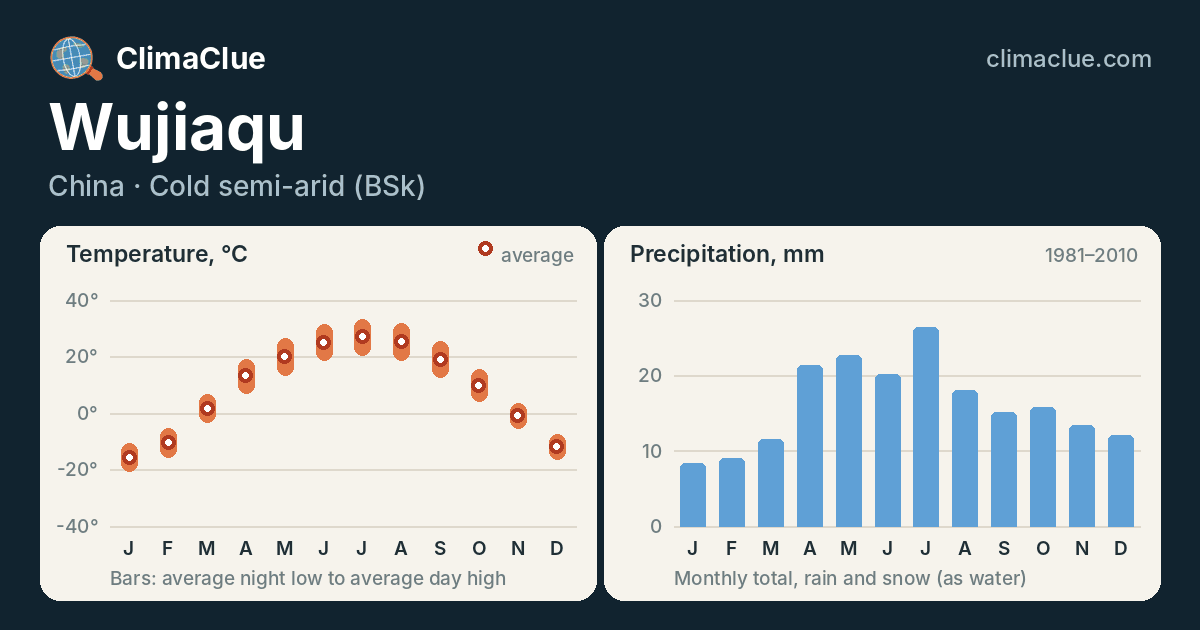 ClimaClue
climaclue.com
Wujiaqu
China · Cold semi-arid (BSk)
Temperature, °C
average
40°
20°
0°
-20°
-40°
J F M A M J J A S O N D
Bars: average night low to average day high
Precipitation, mm
1981–2010
30
20
10
0
J F M A M J J A S O N D
Monthly total, rain and snow (as water)